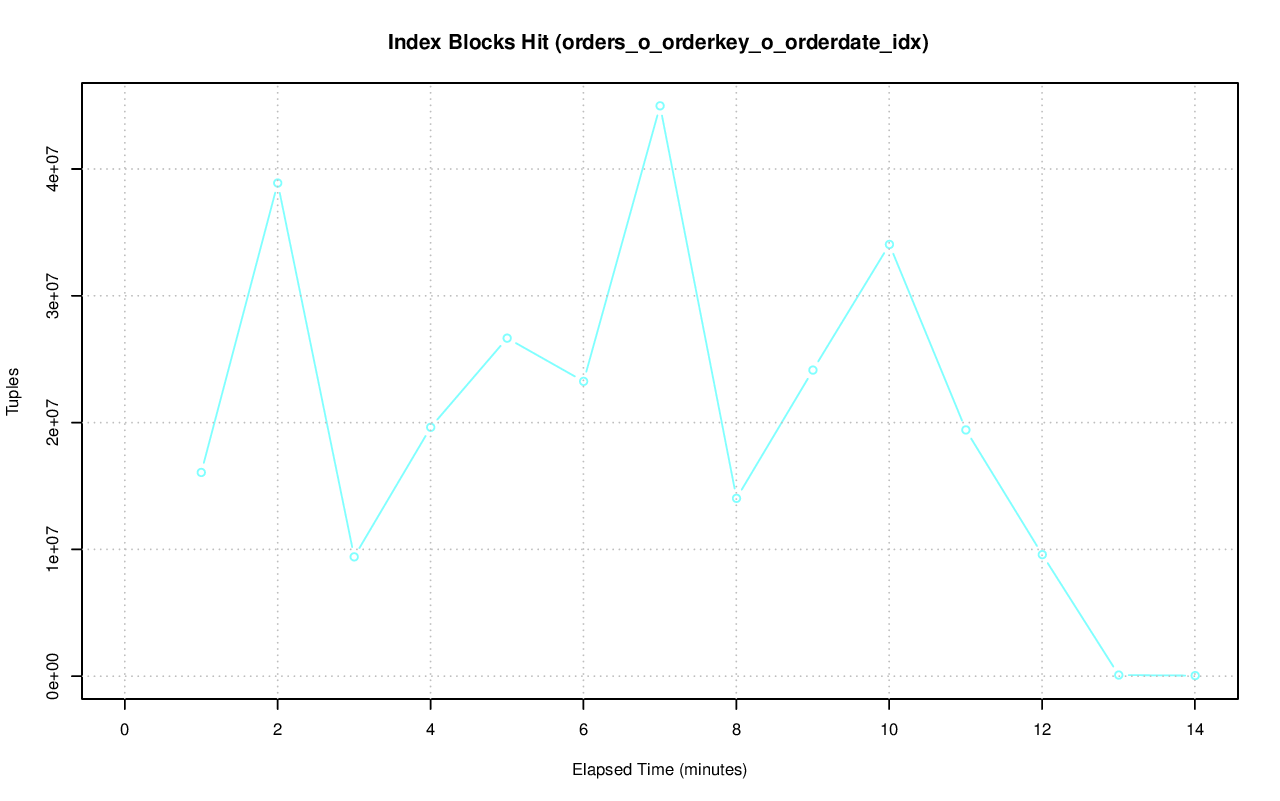 Index Blocks Hit (orders_o_orderkey_o_orderdate_idx)
Tuples
4e+07
3e+07
2e+07
1e+07
0e+00
0 2 4 6 8 10 12 14
Elapsed Time (minutes)